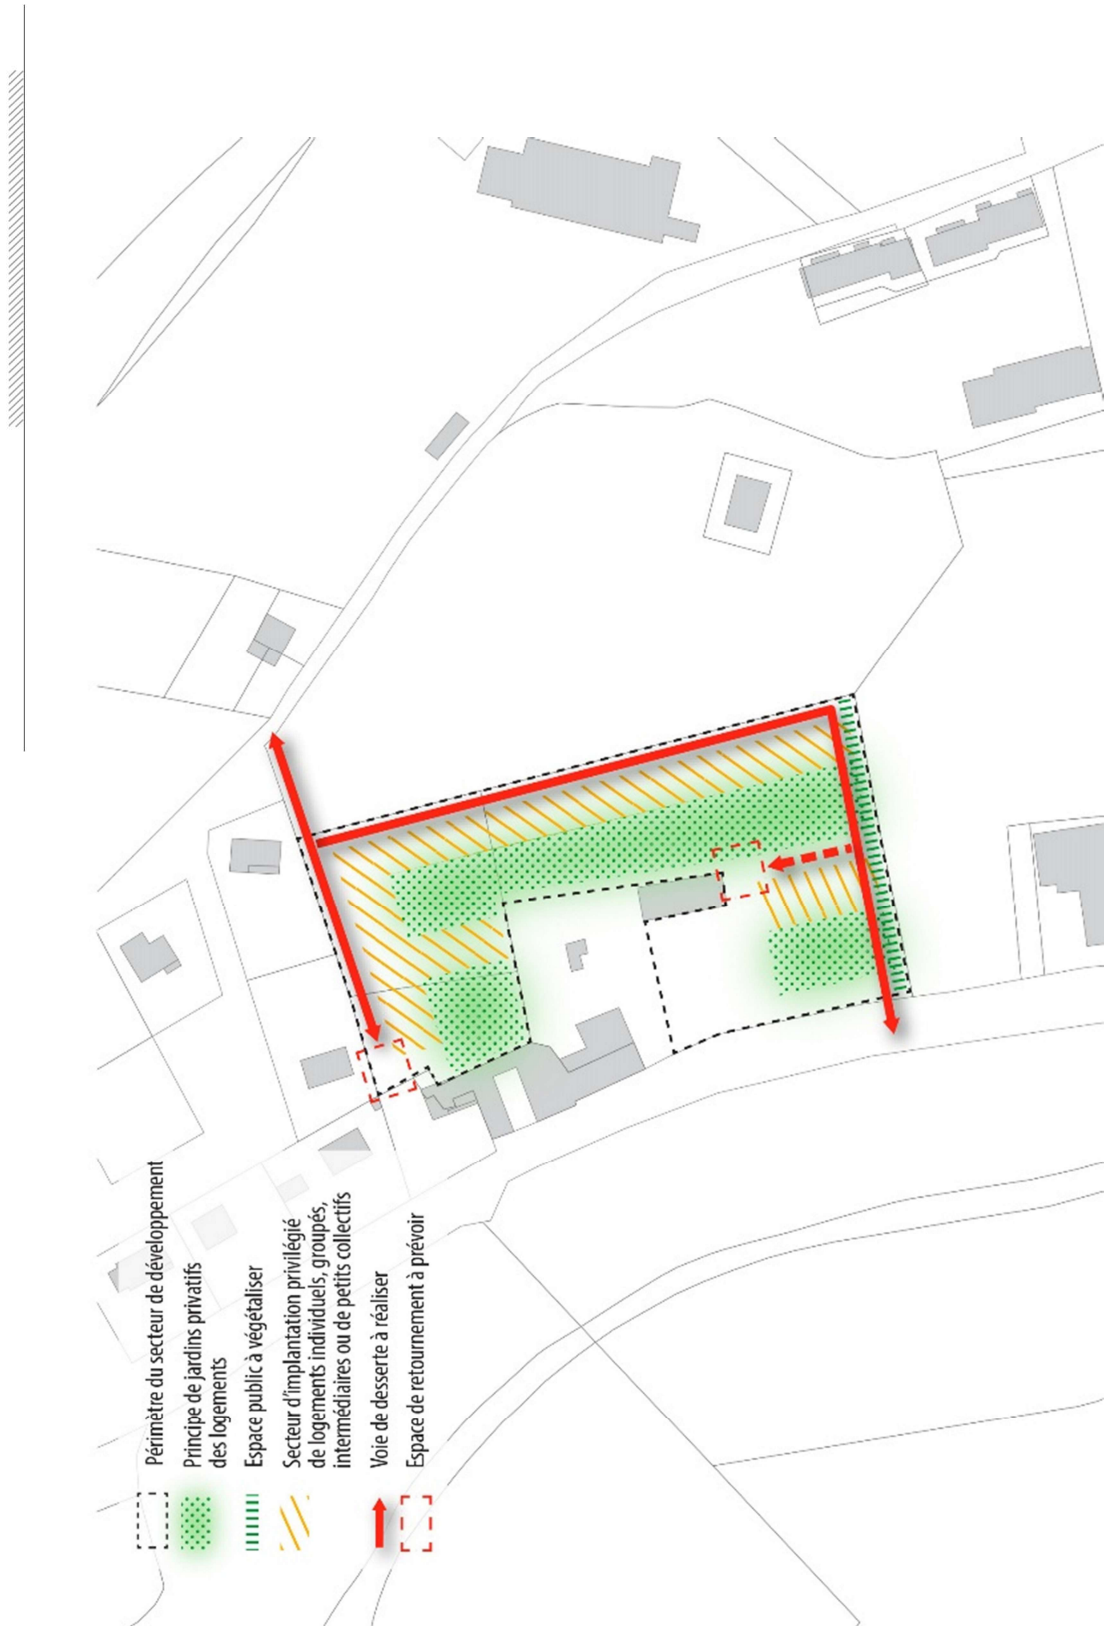 Périmètre du secteur de développement
Principe de jardins privatifs
des logements
Espace public à végétaliser
Secteur d'implantation privilégié
de logements individuels, groupés,
intermédiaires ou de petits collectifs
Voie de desserte à réaliser
Espace de retournement à prévoir